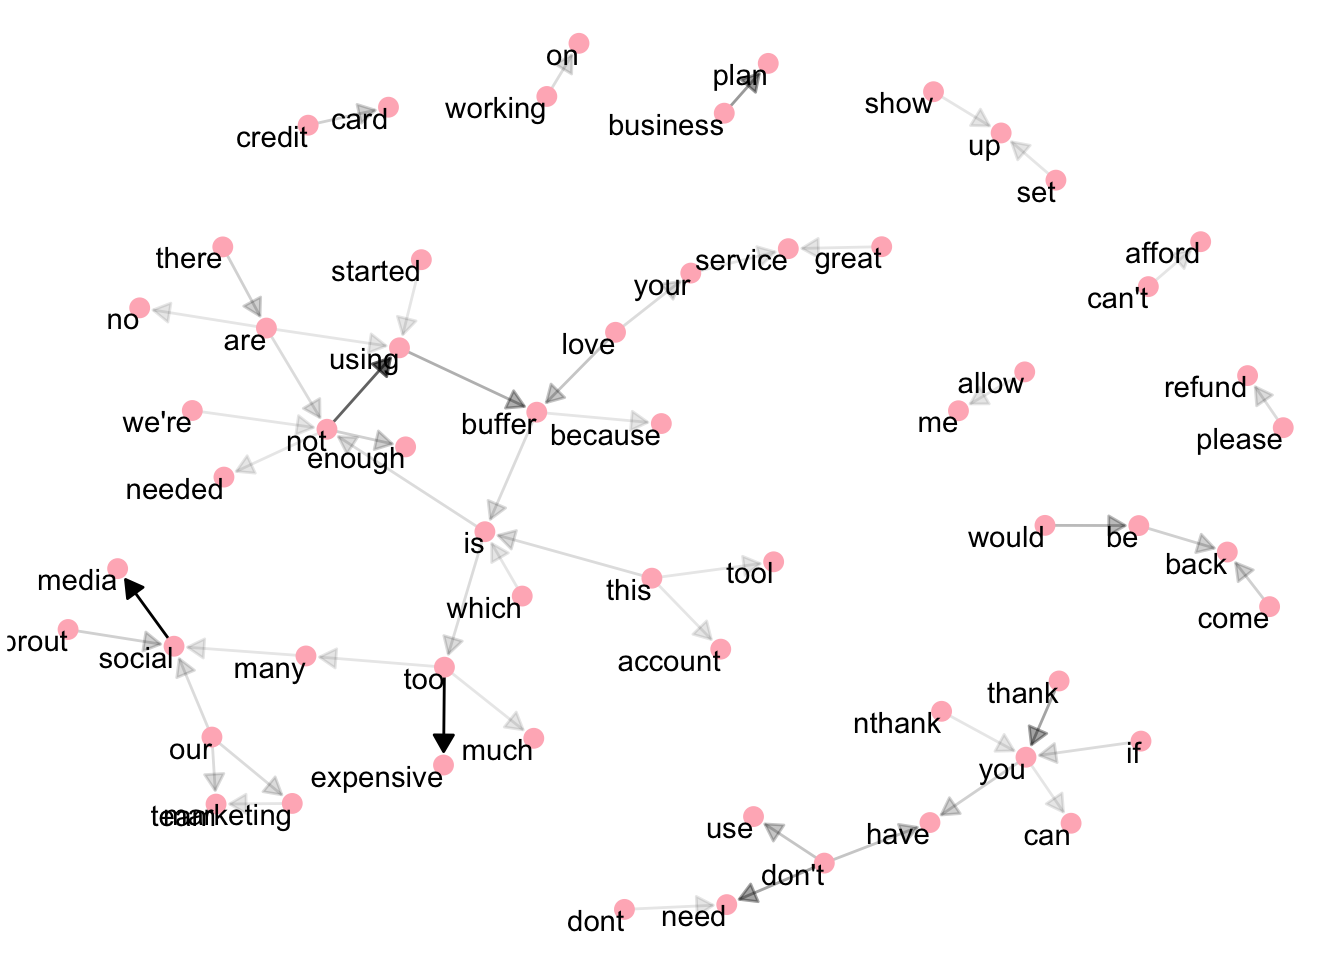 on
plan
card
working
show
business
credit
up
set
afford
there
service
great
started
your
can't
no
are
love
using
allow
refund
we're
me
buffer
because
not
please
enough
needed
would
be
is
back
tool
media
this
which
come
prout
social
account
many
too
thank
nthank
our
much
if
you
expensive
team
marketing
use
have
can
don't
need
dont